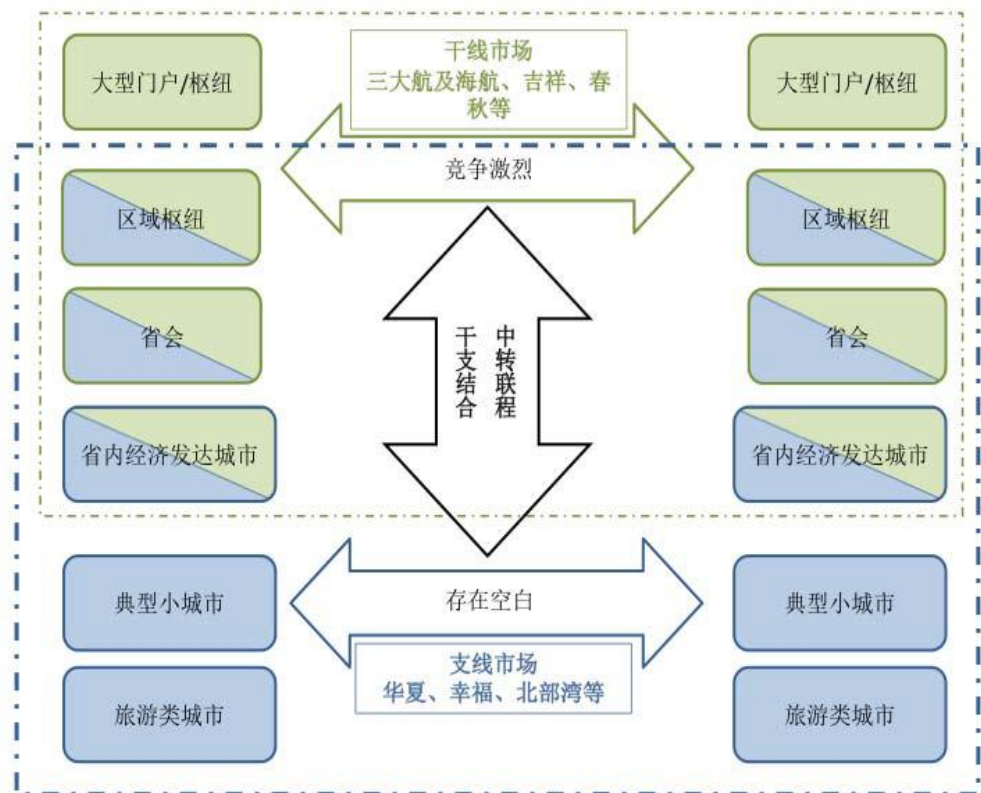 干线市场
三大航及海航、吉祥、春
秋等
大型门户/枢纽
大型门户/枢纽
竞争激烈
区域枢纽
区域枢纽
省会
省会
干支结合
中转联程
省内经济发达城市
省内经济发达城市
典型小城市
存在空白
典型小城市
支线市场
华夏、幸福、北部湾等
旅游类城市
旅游类城市